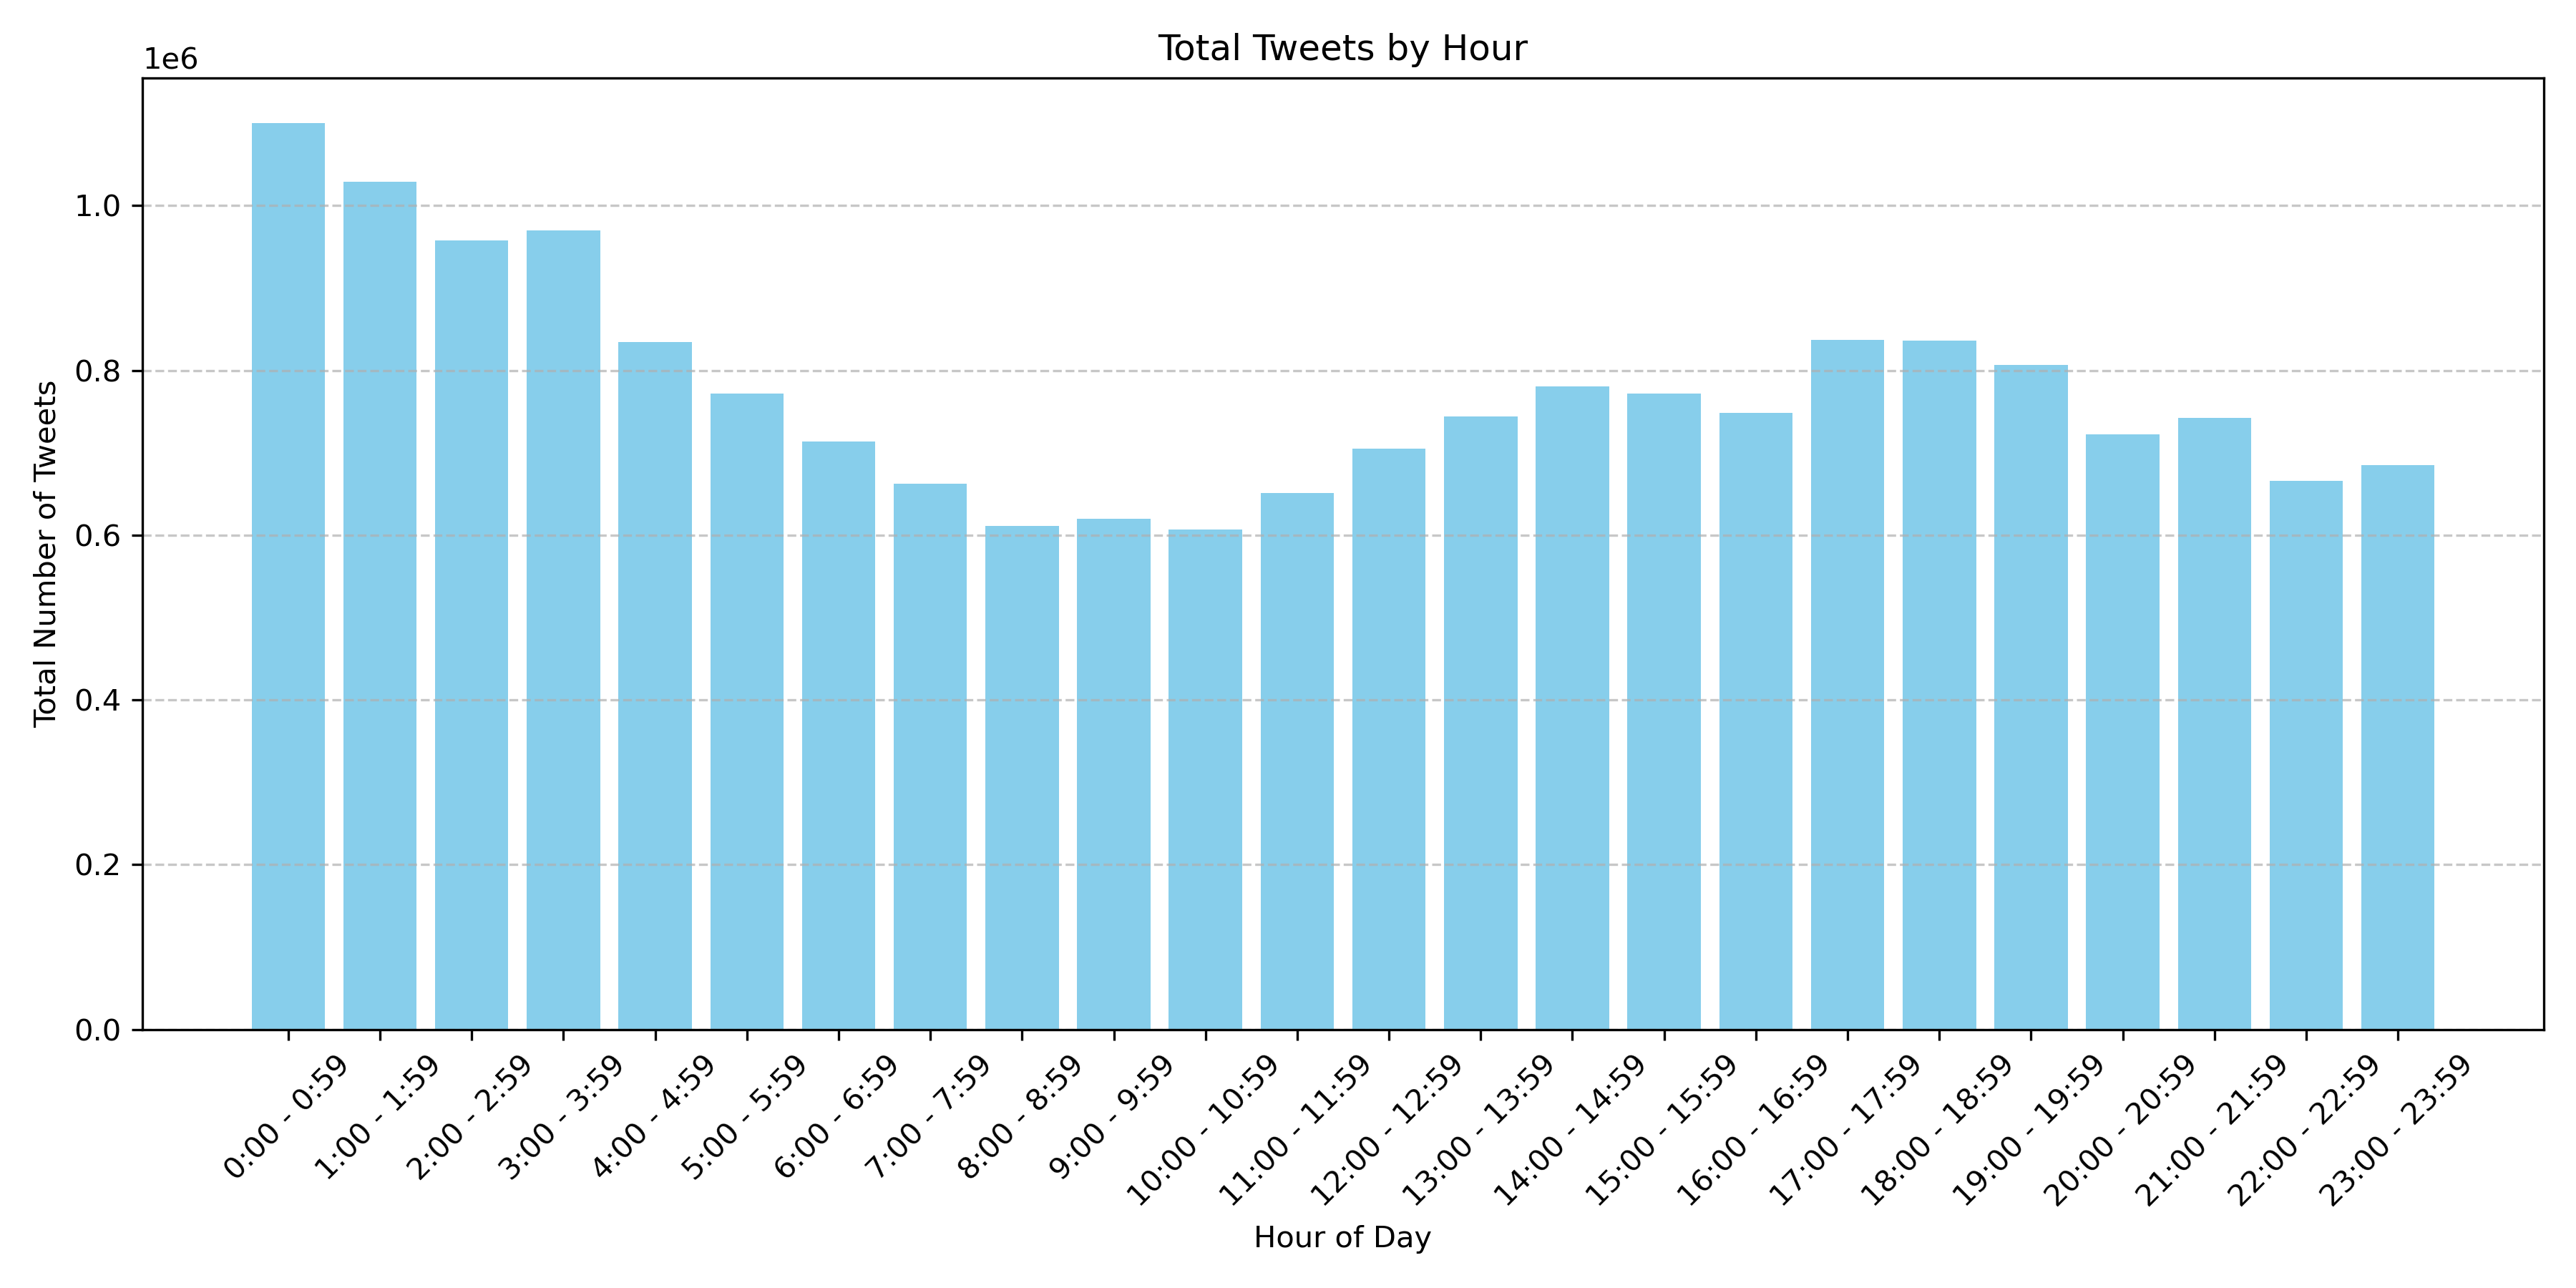 Total Tweets by Hour
1e6
Total Number of Tweets
1.0
0.8
0.6
0.4
0.2
0.0
0:00 - 0:59
1:00 - 1:59
2:00 - 2:59
3:00 - 3:59
4:00 - 4:59
5:00 - 5:59
6:00 - 6:59
7:00 - 7:59
8:00 - 8:59
9:00 - 9:59
10:00 - 10:59
11:00 - 11:59
12:00 - 12:59
13:00 - 13:59
14:00 - 14:59
15:00 - 15:59
16:00 - 16:59
17:00 - 17:59
18:00 - 18:59
19:00 - 19:59
20:00 - 20:59
21:00 - 21:59
22:00 - 22:59
23:00 - 23:59
Hour of Day